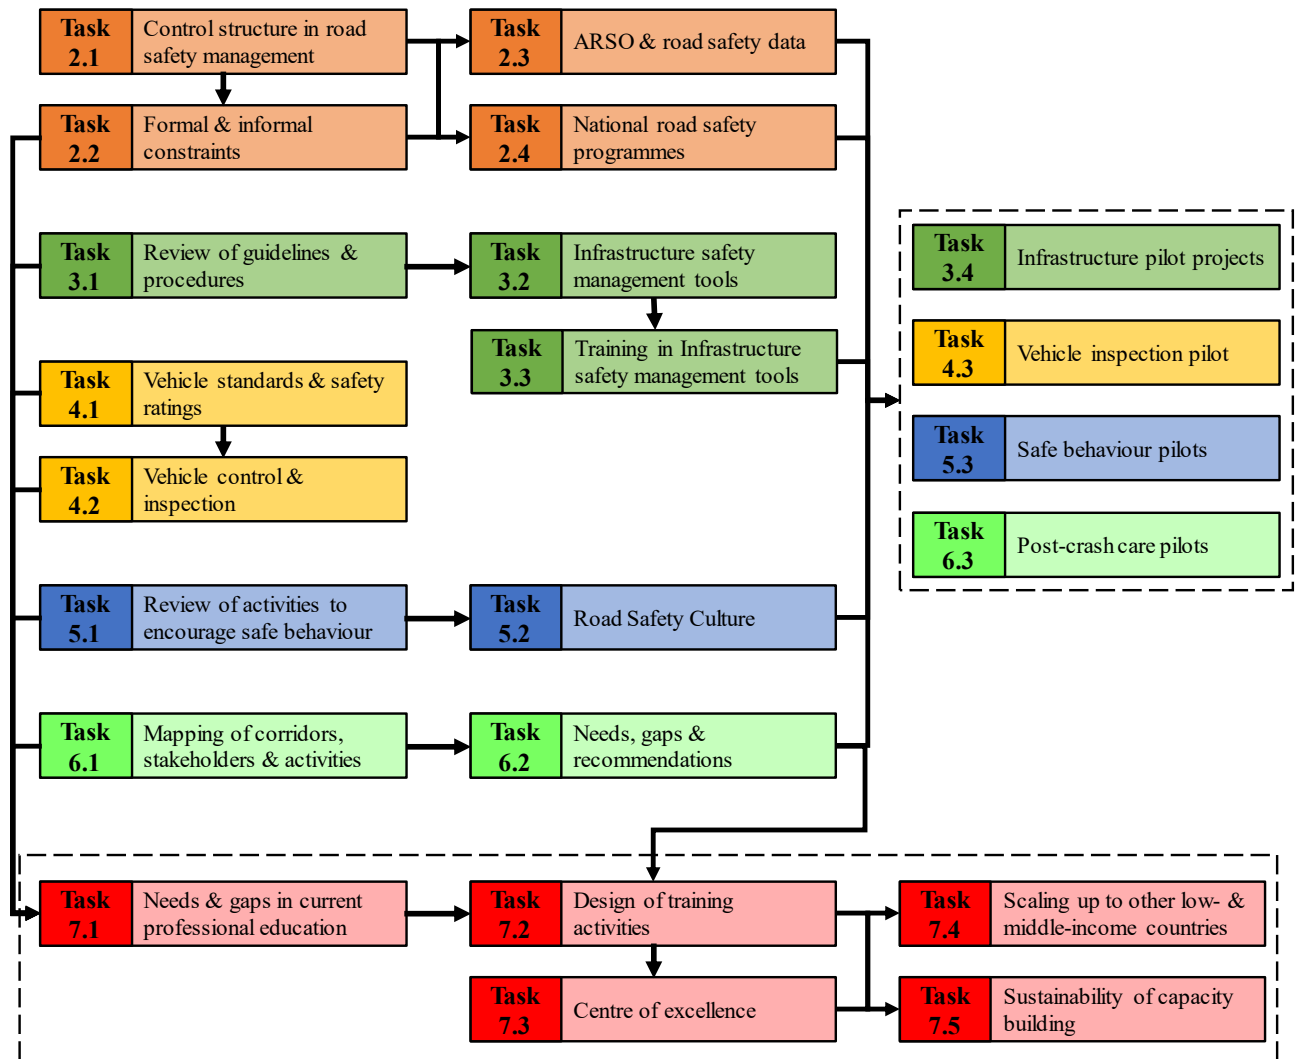 Task
2.1
Control structure in road
safety management
Task
2.3
ARSO & road safety data
Task
2.2
Formal & informal
constraints
Task
2.4
National road safety
programmes
Task
3.1
Review of guidelines &
procedures
Task
3.2
Infrastructure safety
management tools
Task
3.4
Infrastructure pilot projects
Task
3.3
Training in Infrastructure
safety management tools
Task
4.3
Vehicle inspection pilot
Task
4.1
Vehicle standards & safety
ratings
Task
5.3
Safe behaviour pilots
Task
4.2
Vehicle control &
inspection
Task
6.3
Post-crash care pilots
Task
5.1
Review of activities to
encourage safe behaviour
Task
5.2
Road Safety Culture
Task
6.1
Mapping of corridors,
stakeholders & activities
Task
6.2
Needs, gaps &
recommendations
Task
7.1
Needs & gaps in current
professional education
Task
7.2
Design of training
activities
Task
7.4
Scaling up to other low- &
middle-income countries
Task
7.3
Centre of excellence
Task
7.5
Sustainability of capacity
building